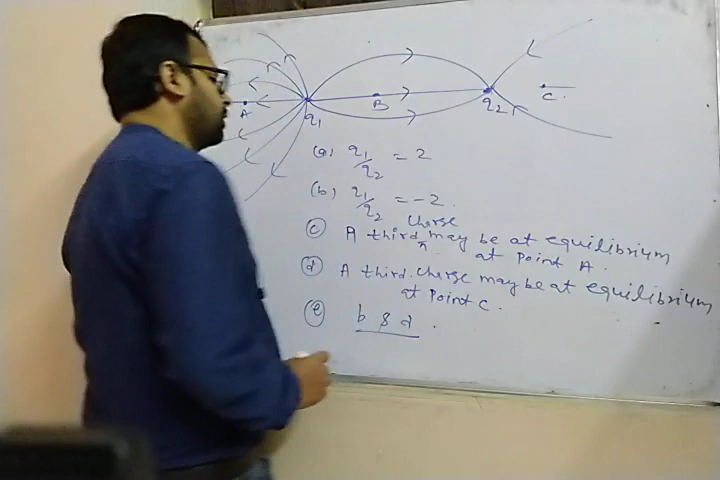 A q₁ B q₂ C.
(a) q₁/q₂ = 2
(b) q₁/q₂ = -2.
(c) A third charge may be at equilibrium
at point A.
(d) A third. charge may be at equilibrium
at point C.
(e) b & d.